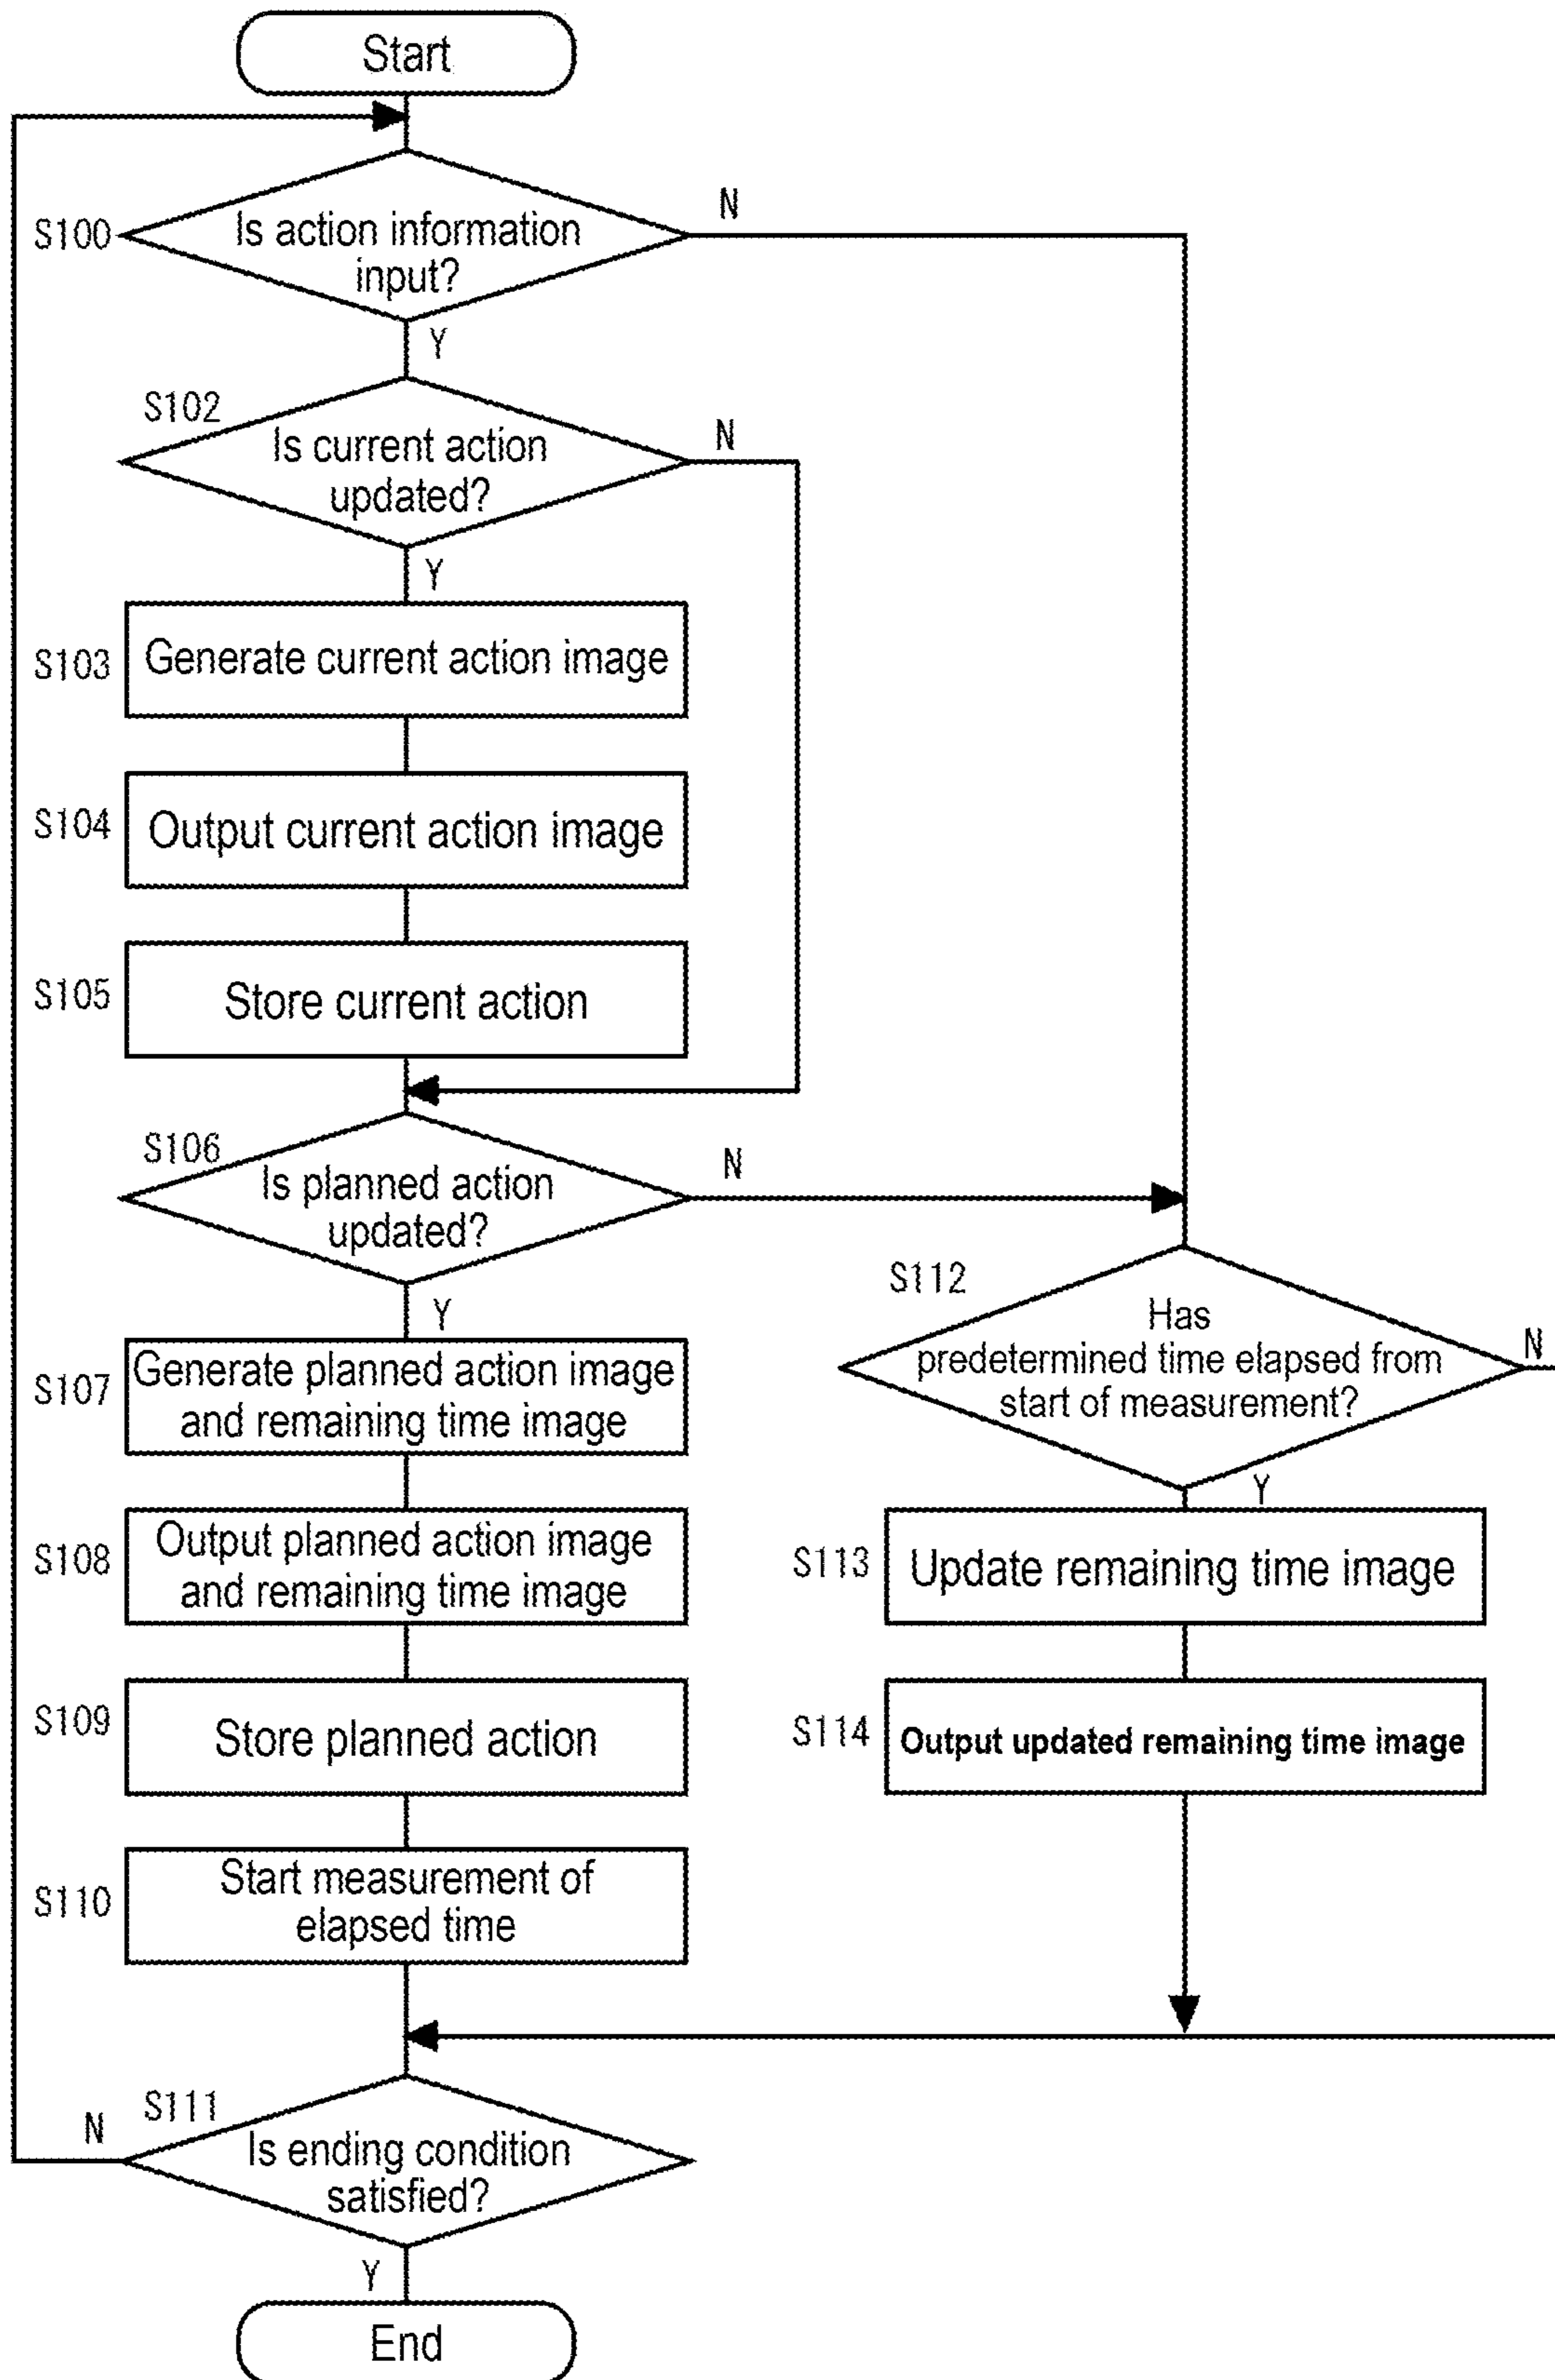 Start
S100
Is action information
input?
N
Y
S102
Is current action
updated?
N
Y
S103
Generate current action image
S104
Output current action image
S105
Store current action
S106
Is planned action
updated?
N
Y
S107
Generate planned action image
and remaining time image
S108
Output planned action image
and remaining time image
S109
Store planned action
S110
Start measurement of
elapsed time
S112
Has
predetermined time elapsed from
start of measurement?
N
Y
S113
Update remaining time image
S114
Output updated remaining time image
S111
Is ending condition
satisfied?
N
Y
End